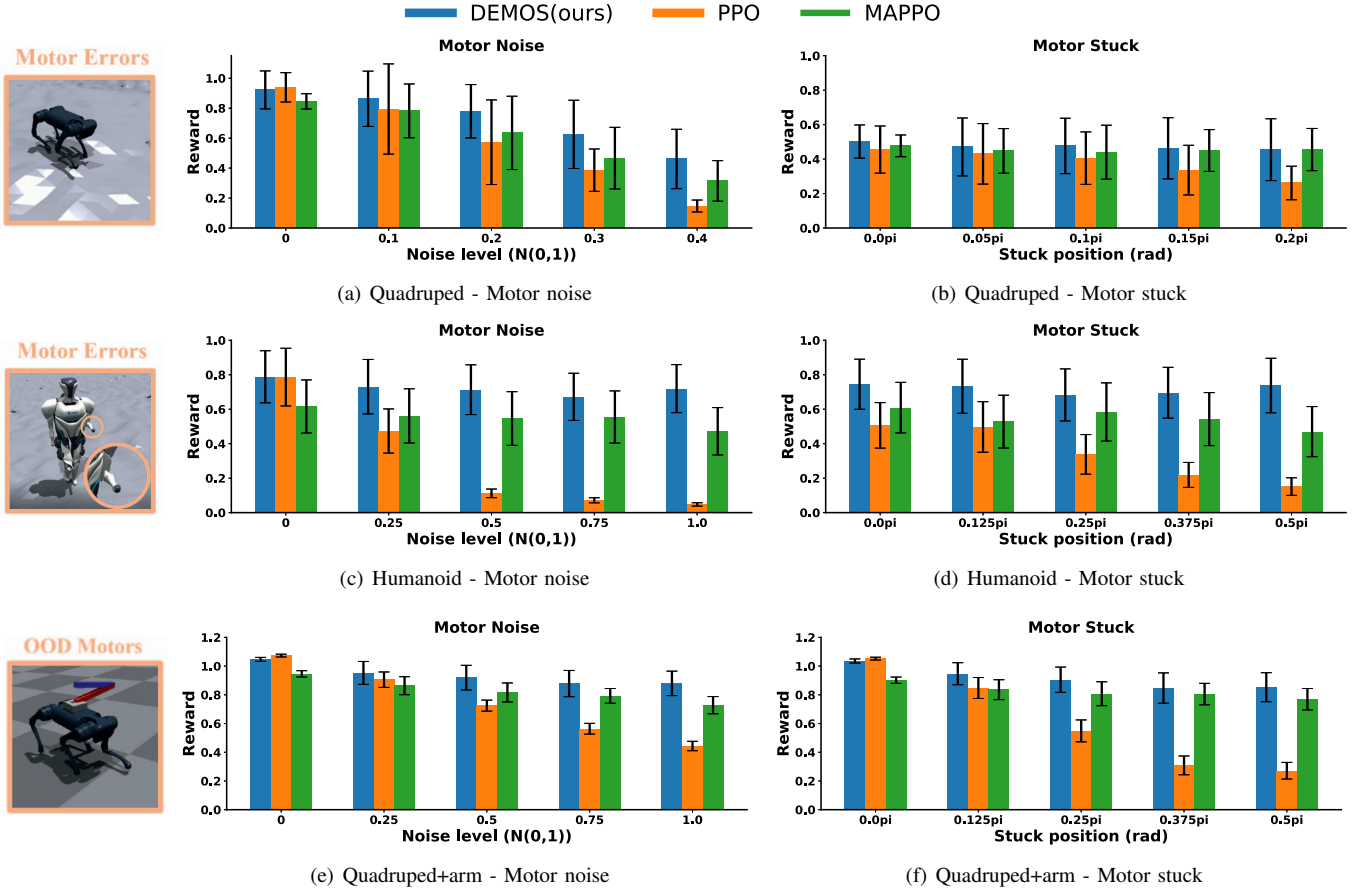 DEMOS(ours) PPO MAPPO
Motor Errors
Motor Noise
Reward
1.0
0.8
0.6
0.4
0.2
0.0
0 0.1 0.2 0.3 0.4
Noise level (N(0,1))
(a) Quadruped - Motor noise
Motor Stuck
Reward
1.0
0.8
0.6
0.4
0.2
0.0
0.0pi 0.05pi 0.1pi 0.15pi 0.2pi
Stuck position (rad)
(b) Quadruped - Motor stuck
Motor Errors
Motor Noise
Reward
1.0
0.8
0.6
0.4
0.2
0.0
0 0.25 0.5 0.75 1.0
Noise level (N(0,1))
(c) Humanoid - Motor noise
Motor Stuck
Reward
1.0
0.8
0.6
0.4
0.2
0.0
0.0pi 0.125pi 0.25pi 0.375pi 0.5pi
Stuck position (rad)
(d) Humanoid - Motor stuck
OOD Motors
Motor Noise
Reward
1.2
1.0
0.8
0.6
0.4
0.2
0.0
0 0.25 0.5 0.75 1.0
Noise level (N(0,1))
(e) Quadruped+arm - Motor noise
Motor Stuck
Reward
1.2
1.0
0.8
0.6
0.4
0.2
0.0
0.0pi 0.125pi 0.25pi 0.375pi 0.5pi
Stuck position (rad)
(f) Quadruped+arm - Motor stuck